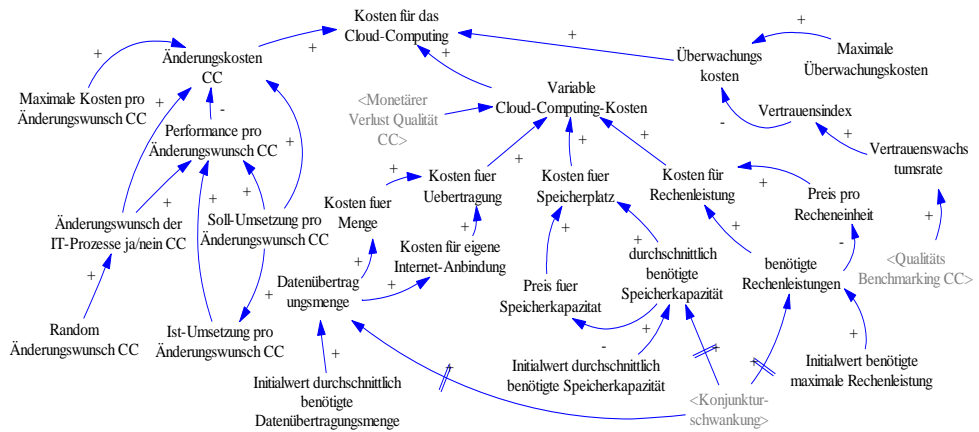 Kosten für das
Cloud-Computing
+
+
+
+
+
Änderungskosten
CC
Überwachungs
kosten
Maximale
Überwachungskosten
Maximale Kosten pro
Änderungswunsch CC
<Monetärer
Verlust Qualität
CC>
+
Variable
Cloud-Computing-Kosten
Vertrauensindex
-
+
+
-
+
Performance pro
Änderungswunsch CC
Vertrauenswachs
tumsrate
+
+
+
Kosten fuer
Uebertragung
Kosten fuer
Speicherplatz
Kosten für
Rechenleistung
+
+
+
+
+
Kosten fuer
Menge
Preis pro
Recheneinheit
+
Änderungswunsch der
IT-Prozesse ja/nein CC
Soll-Umsetzung pro
Änderungswunsch CC
+
Kosten für eigene
Internet-Anbindung
+
+
durchschnittlich
benötigte
Speicherkapazität
+
-
benötigte
Rechenleistungen
<Qualitäts
Benchmarking CC>
+
+
Datenübertrag
ungsmenge
+
Preis fuer
Speicherkapazitat
+
Random
Änderungswunsch CC
Ist-Umsetzung pro
Änderungswunsch CC
+
-
+
+
+
+
Initialwert durchschnittlich
benötigte Speicherkapazität
Initialwert benötigte
maximale Rechenleistung
Initialwert durchschnittlich
benötigte
Datenübertragungsmenge
+
<Konjunktur-
schwankung>